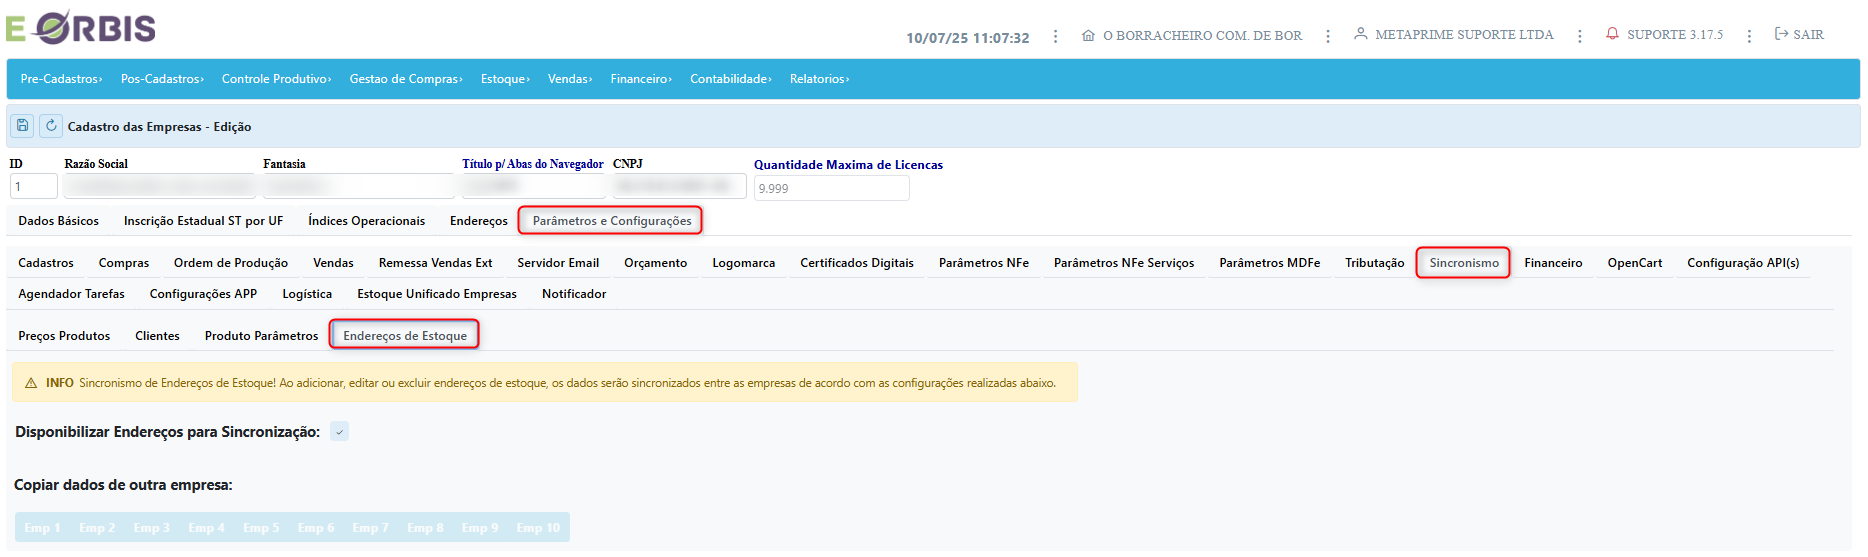 E ORBIS
10/07/25 11:07:32 ⋮ O BORRACHEIRO COM. DE BOR ⋮ METAPRIME SUPORTE LTDA ⋮ SUPORTE 3.17.5 ⋮ SAIR
Pre-Cadastros› Pos-Cadastros› Controle Produtivo› Gestao de Compras› Estoque› Vendas› Financeiro› Contabilidade› Relatorios›
Cadastro das Empresas - Edição
ID Razão Social Fantasia Título p/ Abas do Navegador CNPJ Quantidade Maxima de Licencas
1 9.999
Dados Básicos Inscrição Estadual ST por UF Índices Operacionais Endereços Parâmetros e Configurações
Cadastros Compras Ordem de Produção Vendas Remessa Vendas Ext Servidor Email Orçamento Logomarca Certificados Digitais Parâmetros NFe Parâmetros NFe Serviços Parâmetros MDFe Tributação Sincronismo Financeiro OpenCart Configuração API(s)
Agendador Tarefas Configurações APP Logística Estoque Unificado Empresas Notificador
Preços Produtos Clientes Produto Parâmetros Endereços de Estoque
INFO Sincronismo de Endereços de Estoque! Ao adicionar, editar ou excluir endereços de estoque, os dados serão sincronizados entre as empresas de acordo com as configurações realizadas abaixo.
Disponibilizar Endereços para Sincronização:
Copiar dados de outra empresa:
Emp 1 Emp 2 Emp 3 Emp 4 Emp 5 Emp 6 Emp 7 Emp 8 Emp 9 Emp 10